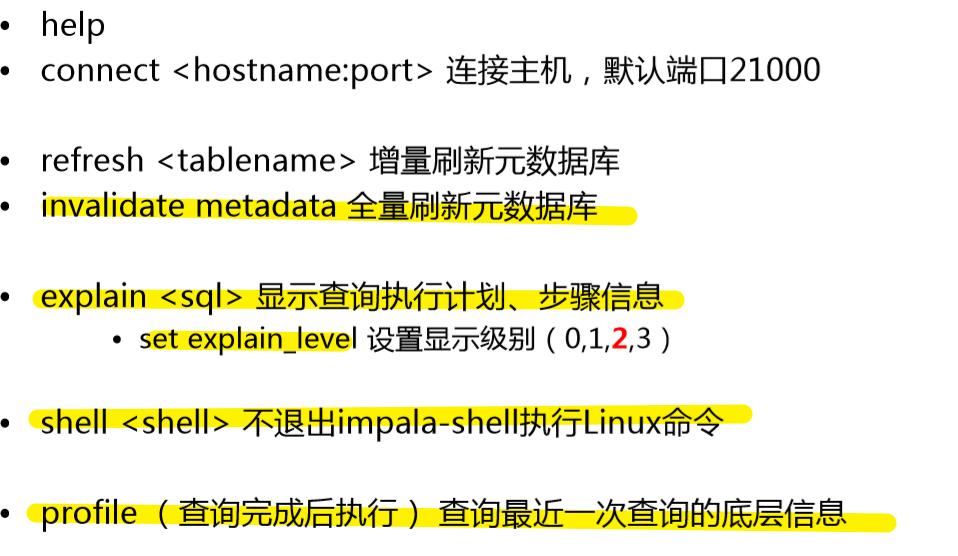 • help
• connect <hostname:port> 连接主机，默认端口21000
• refresh <tablename> 增量刷新元数据库
• invalidate metadata 全量刷新元数据库
• explain <sql> 显示查询执行计划、步骤信息
• set explain_level 设置显示级别（0,1,2,3）
• shell <shell> 不退出impala-shell执行Linux命令
• profile （查询完成后执行） 查询最近一次查询的底层信息